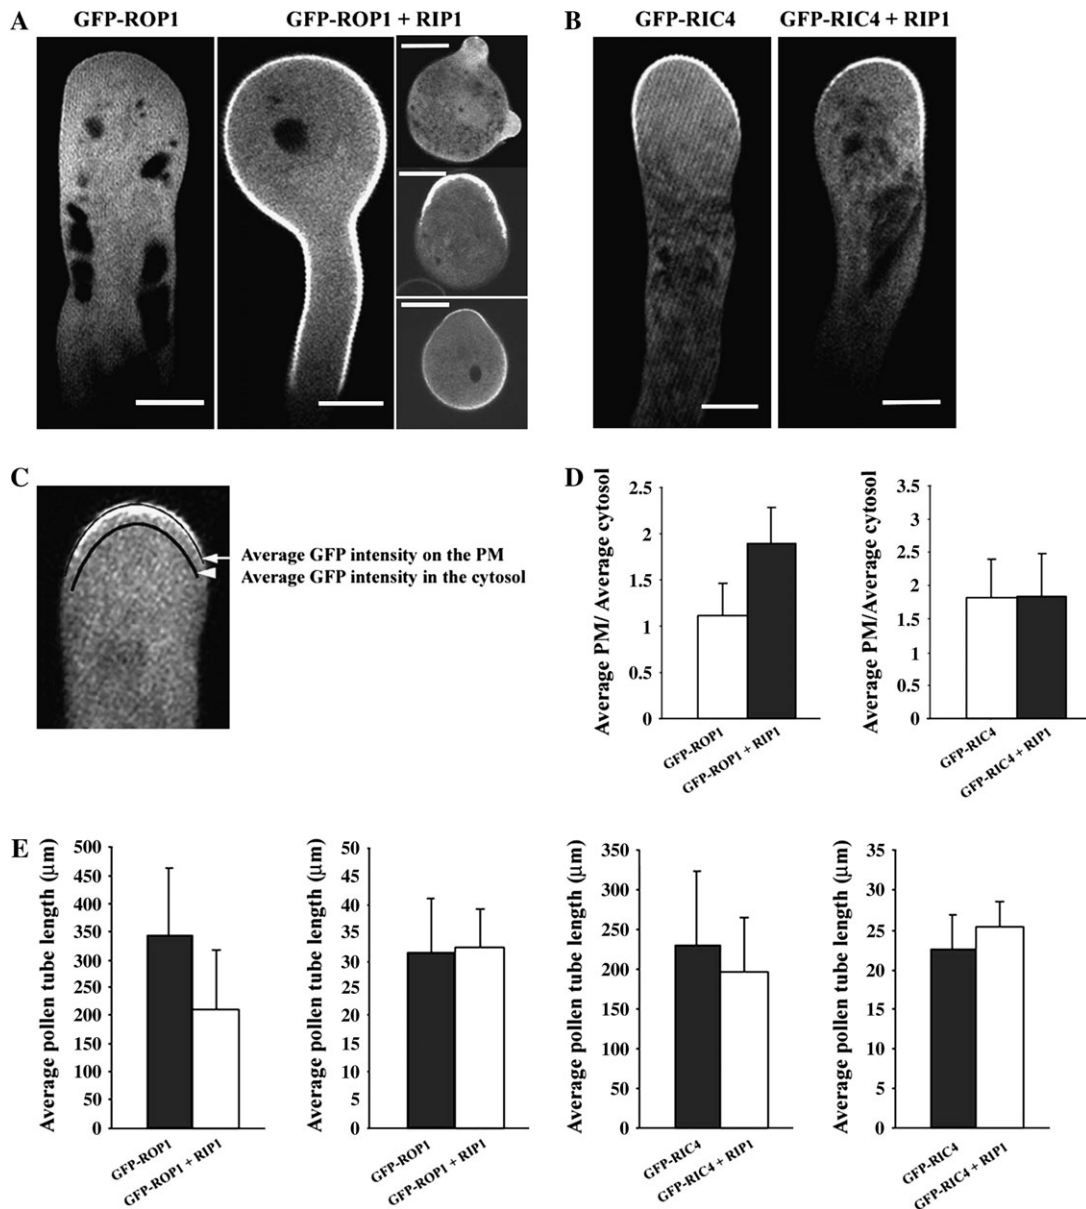 A GFP-ROP1 GFP-ROP1 + RIP1
B GFP-RIC4 GFP-RIC4 + RIP1
C
Average GFP intensity on the PM
Average GFP intensity in the cytosol
D
Average PM/ Average cytosol
2.5
2
1.5
1
0.5
0
GFP-ROP1
GFP-ROP1 + RIP1
Average PM/Average cytosol
3.5
3
2.5
2
1.5
1
0.5
0
GFP-RIC4
GFP-RIC4 + RIP1
E
Average pollen tube length (μm)
500
450
400
350
300
250
200
150
100
50
0
GFP-ROP1
GFP-ROP1 + RIP1
Average pollen tube length (μm)
50
45
40
35
30
25
20
15
10
5
0
GFP-ROP1
GFP-ROP1 + RIP1
Average pollen tube length (μm)
350
300
250
200
150
100
50
0
GFP-RIC4
GFP-RIC4 + RIP1
Average pollen tube length (μm)
35
30
25
20
15
10
5
0
GFP-RIC4
GFP-RIC4 + RIP1